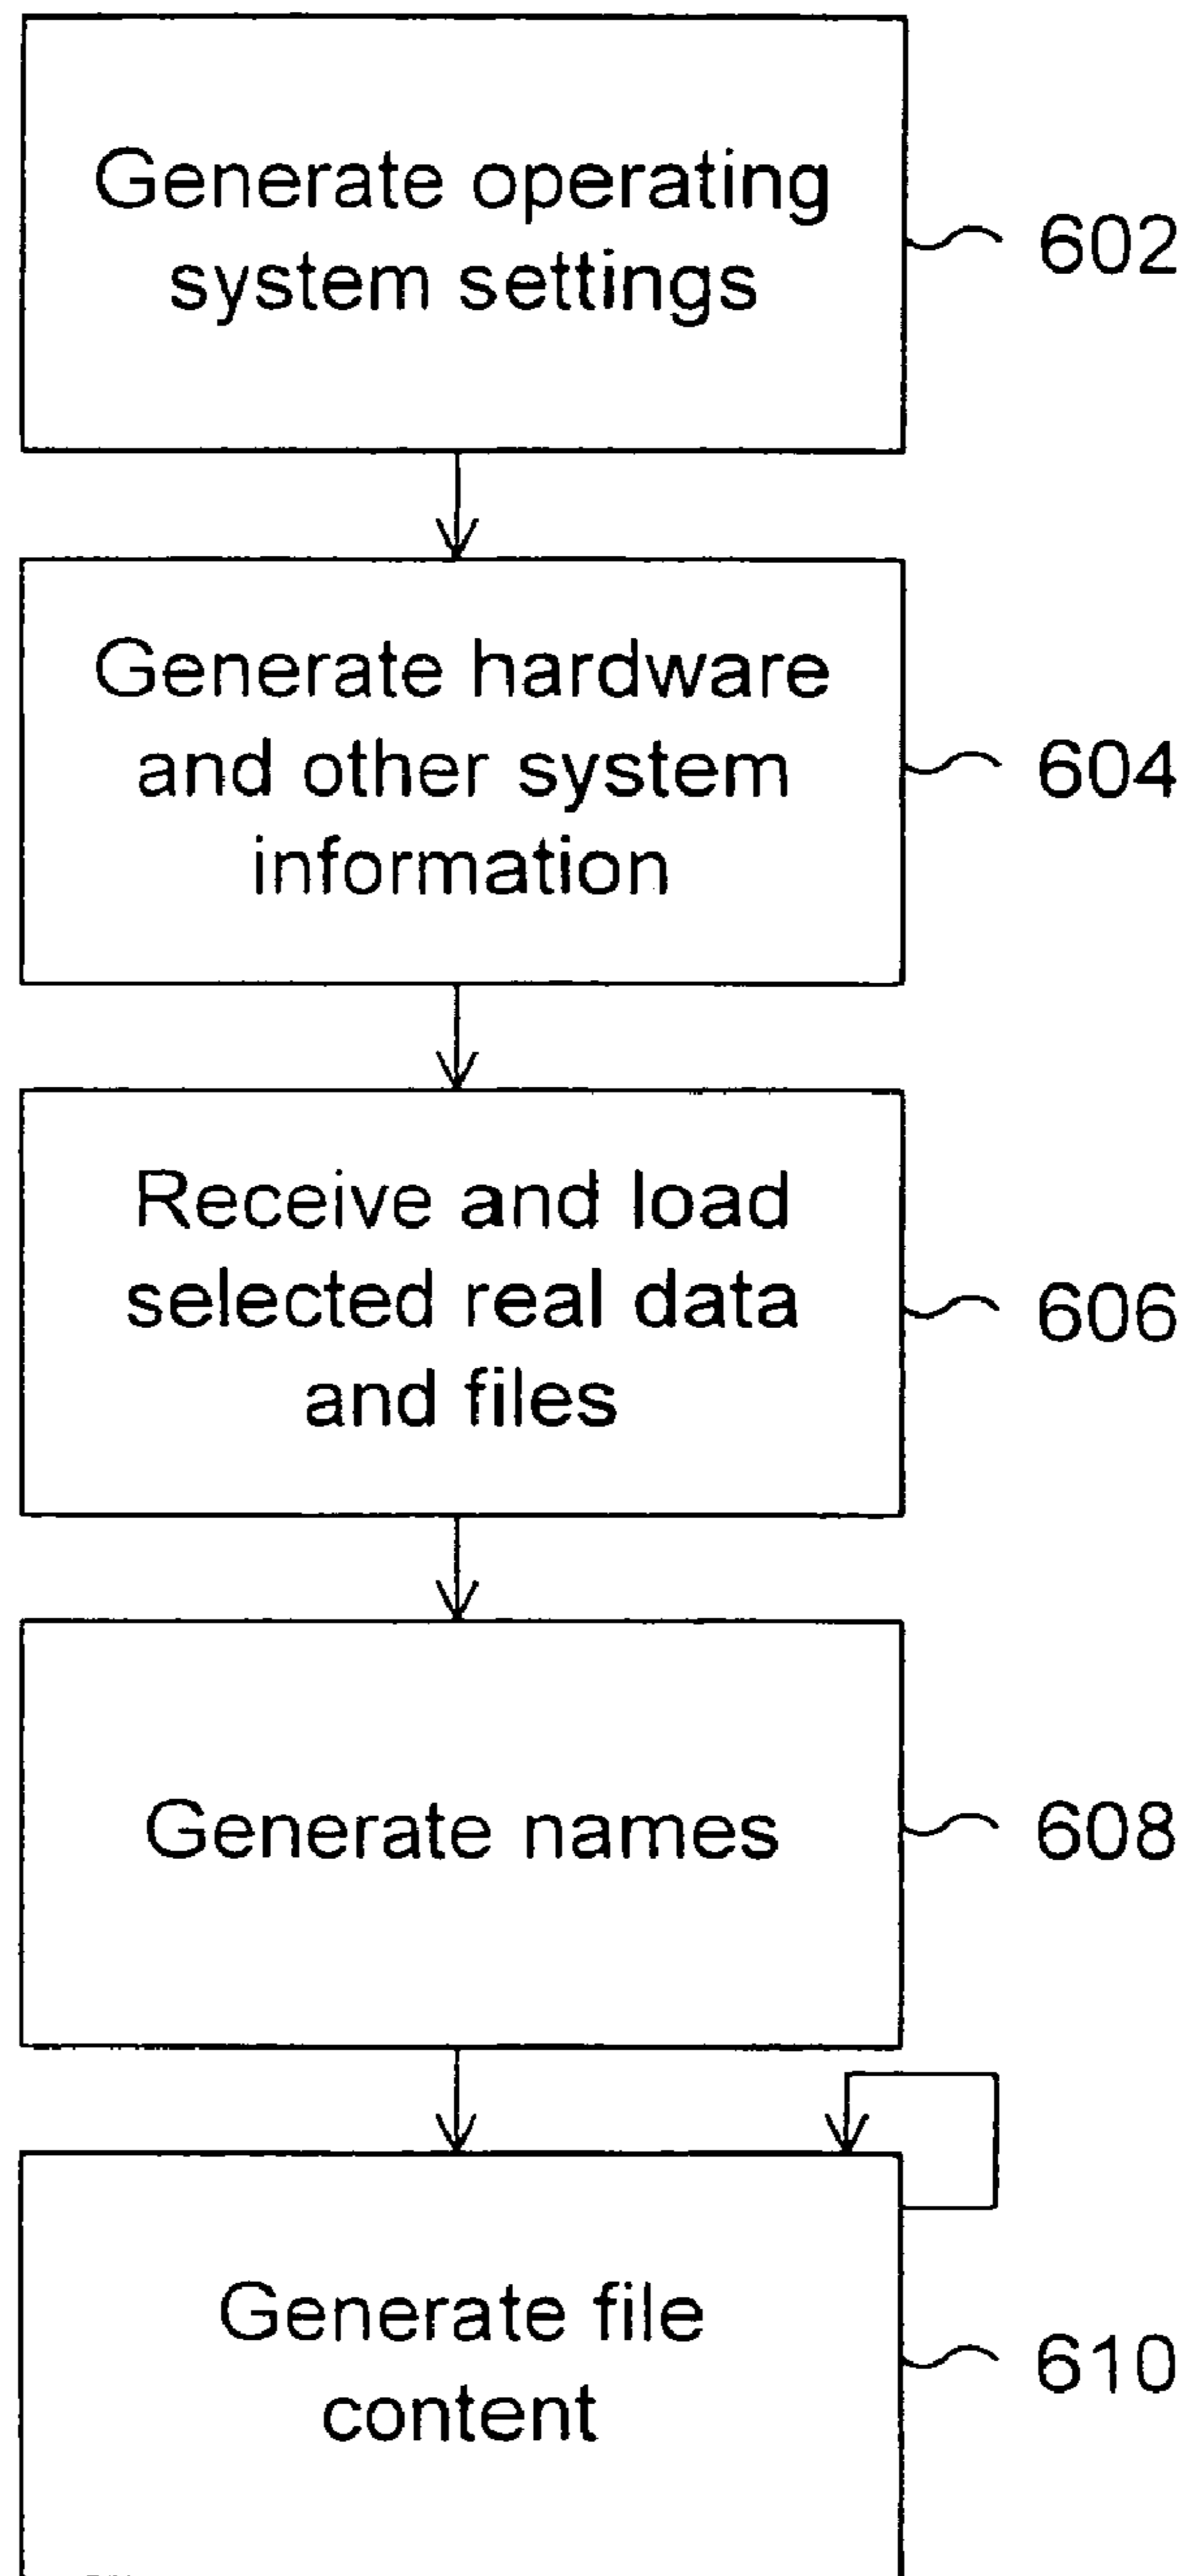 Generate operating
system settings
602
Generate hardware
and other system
information
604
Receive and load
selected real data
and files
606
Generate names
608
Generate file
content
610